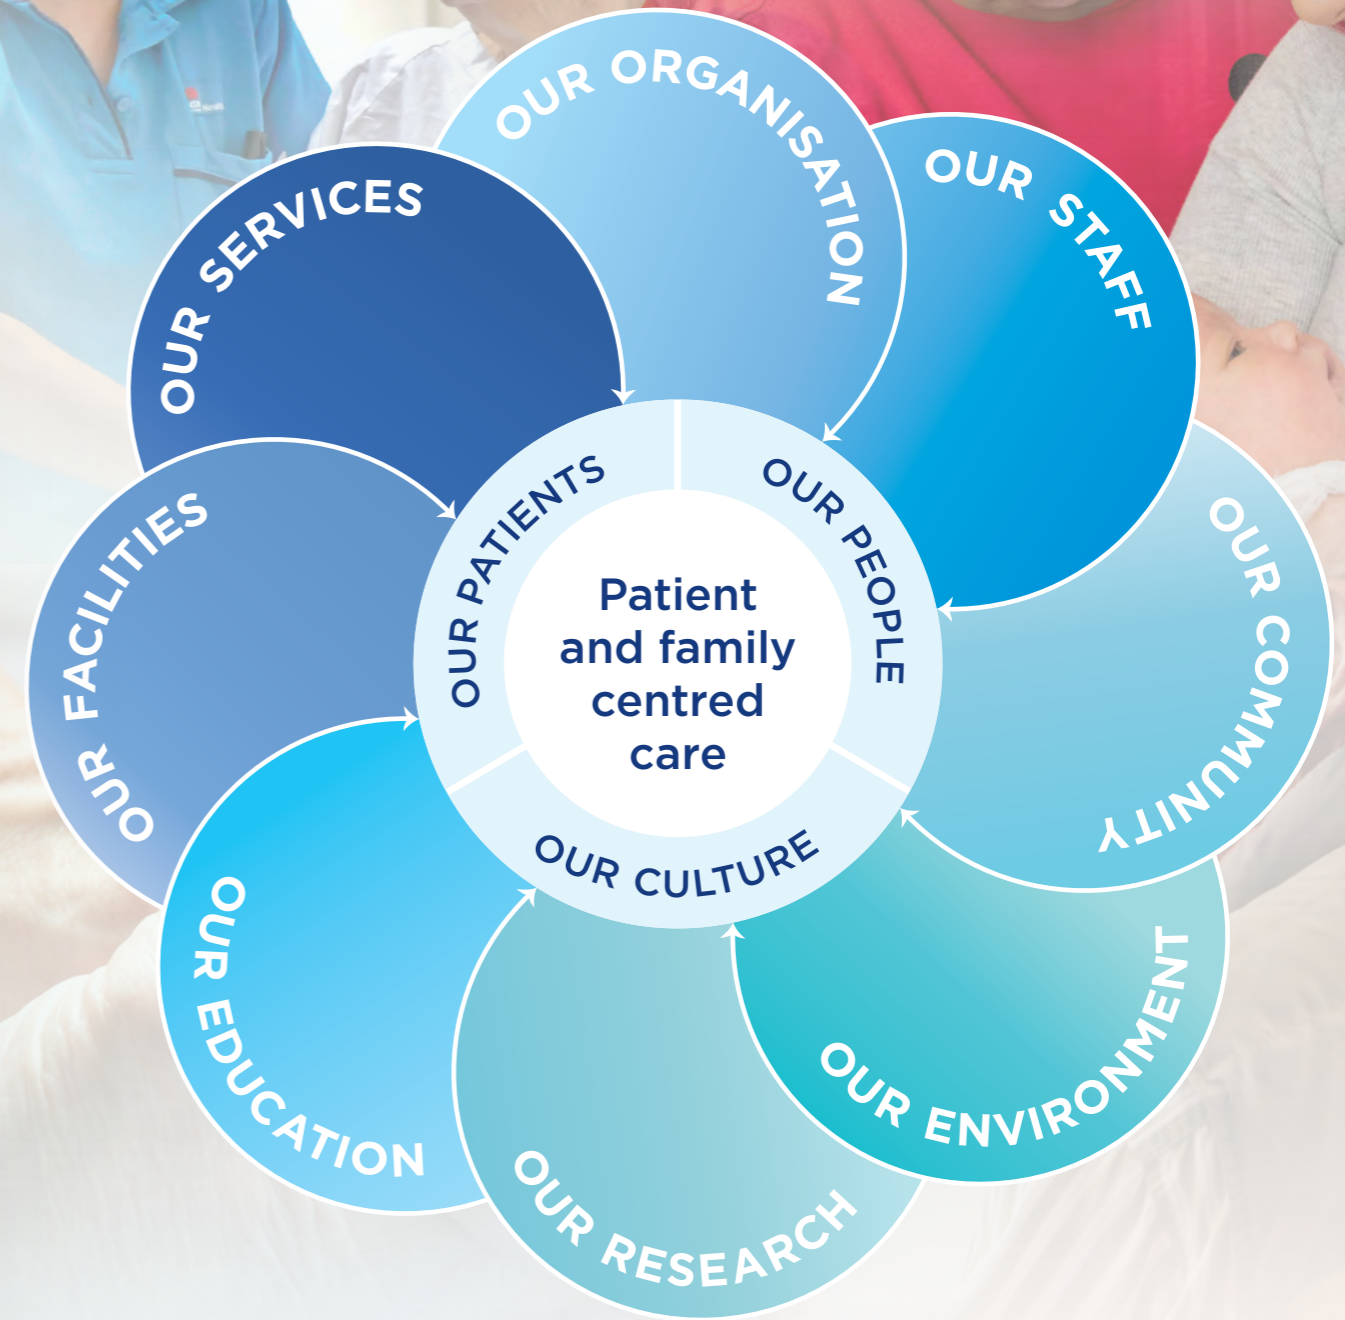 OUR ORGANISATION
OUR STAFF
OUR COMMUNITY
OUR ENVIRONMENT
OUR RESEARCH
OUR EDUCATION
OUR FACILITIES
OUR SERVICES
OUR PATIENTS
OUR PEOPLE
OUR CULTURE
Patient
and family
centred
care